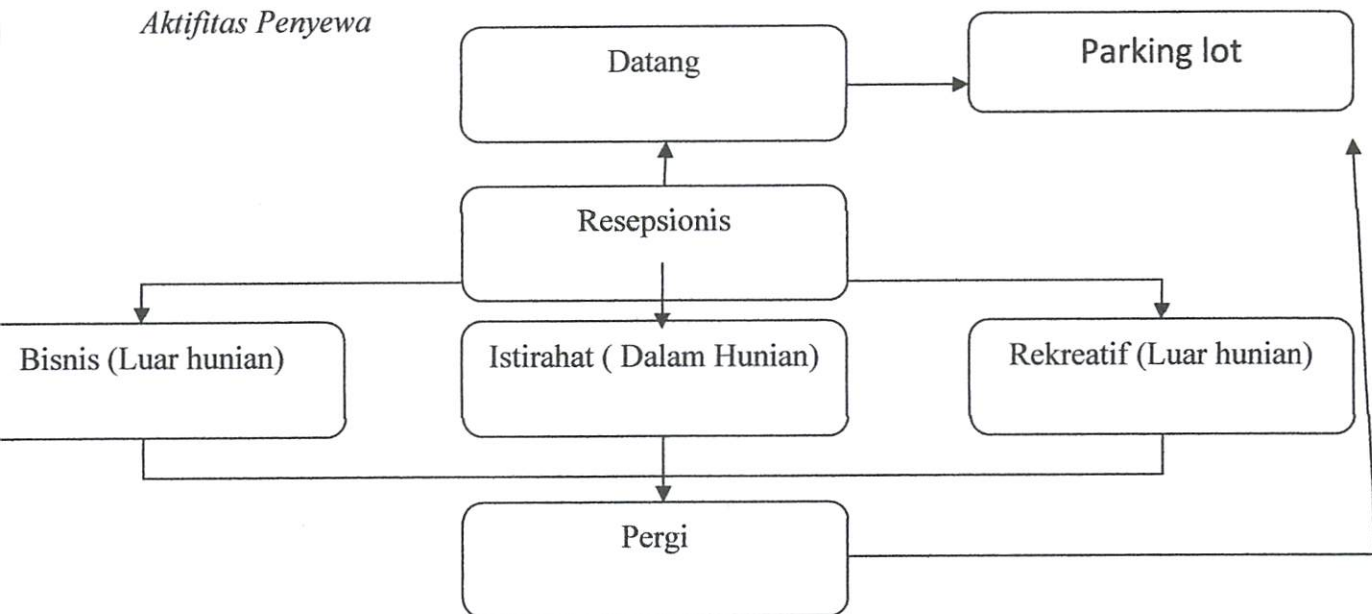 Aktifitas Penyewa
Datang
Parking lot
Resepsionis
Bisnis (Luar hunian)
Istirahat ( Dalam Hunian)
Rekreatif (Luar hunian)
Pergi